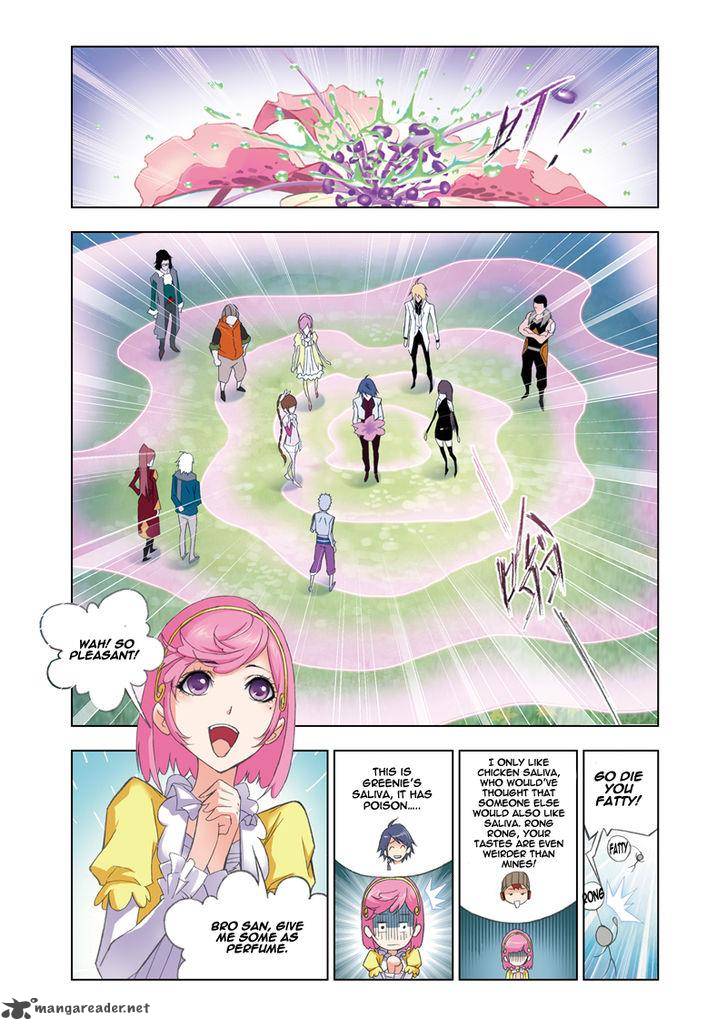 WAH! SO
PLEASANT!
BRO SAN, GIVE
ME SOME AS
PERFUME.
THIS IS
GREENIE'S
SALIVA, IT HAS
POISON.....
I ONLY LIKE
CHICKEN SALIVA,
WHO WOULD'VE
THOUGHT THAT
SOMEONE ELSE
WOULD ALSO LIKE
SALIVA. RONG
RONG, YOUR
TASTES ARE EVEN
WEIRDER THAN
MINES!
GO DIE
YOU
FATTY!
FATTY
RONG
mangareader.net